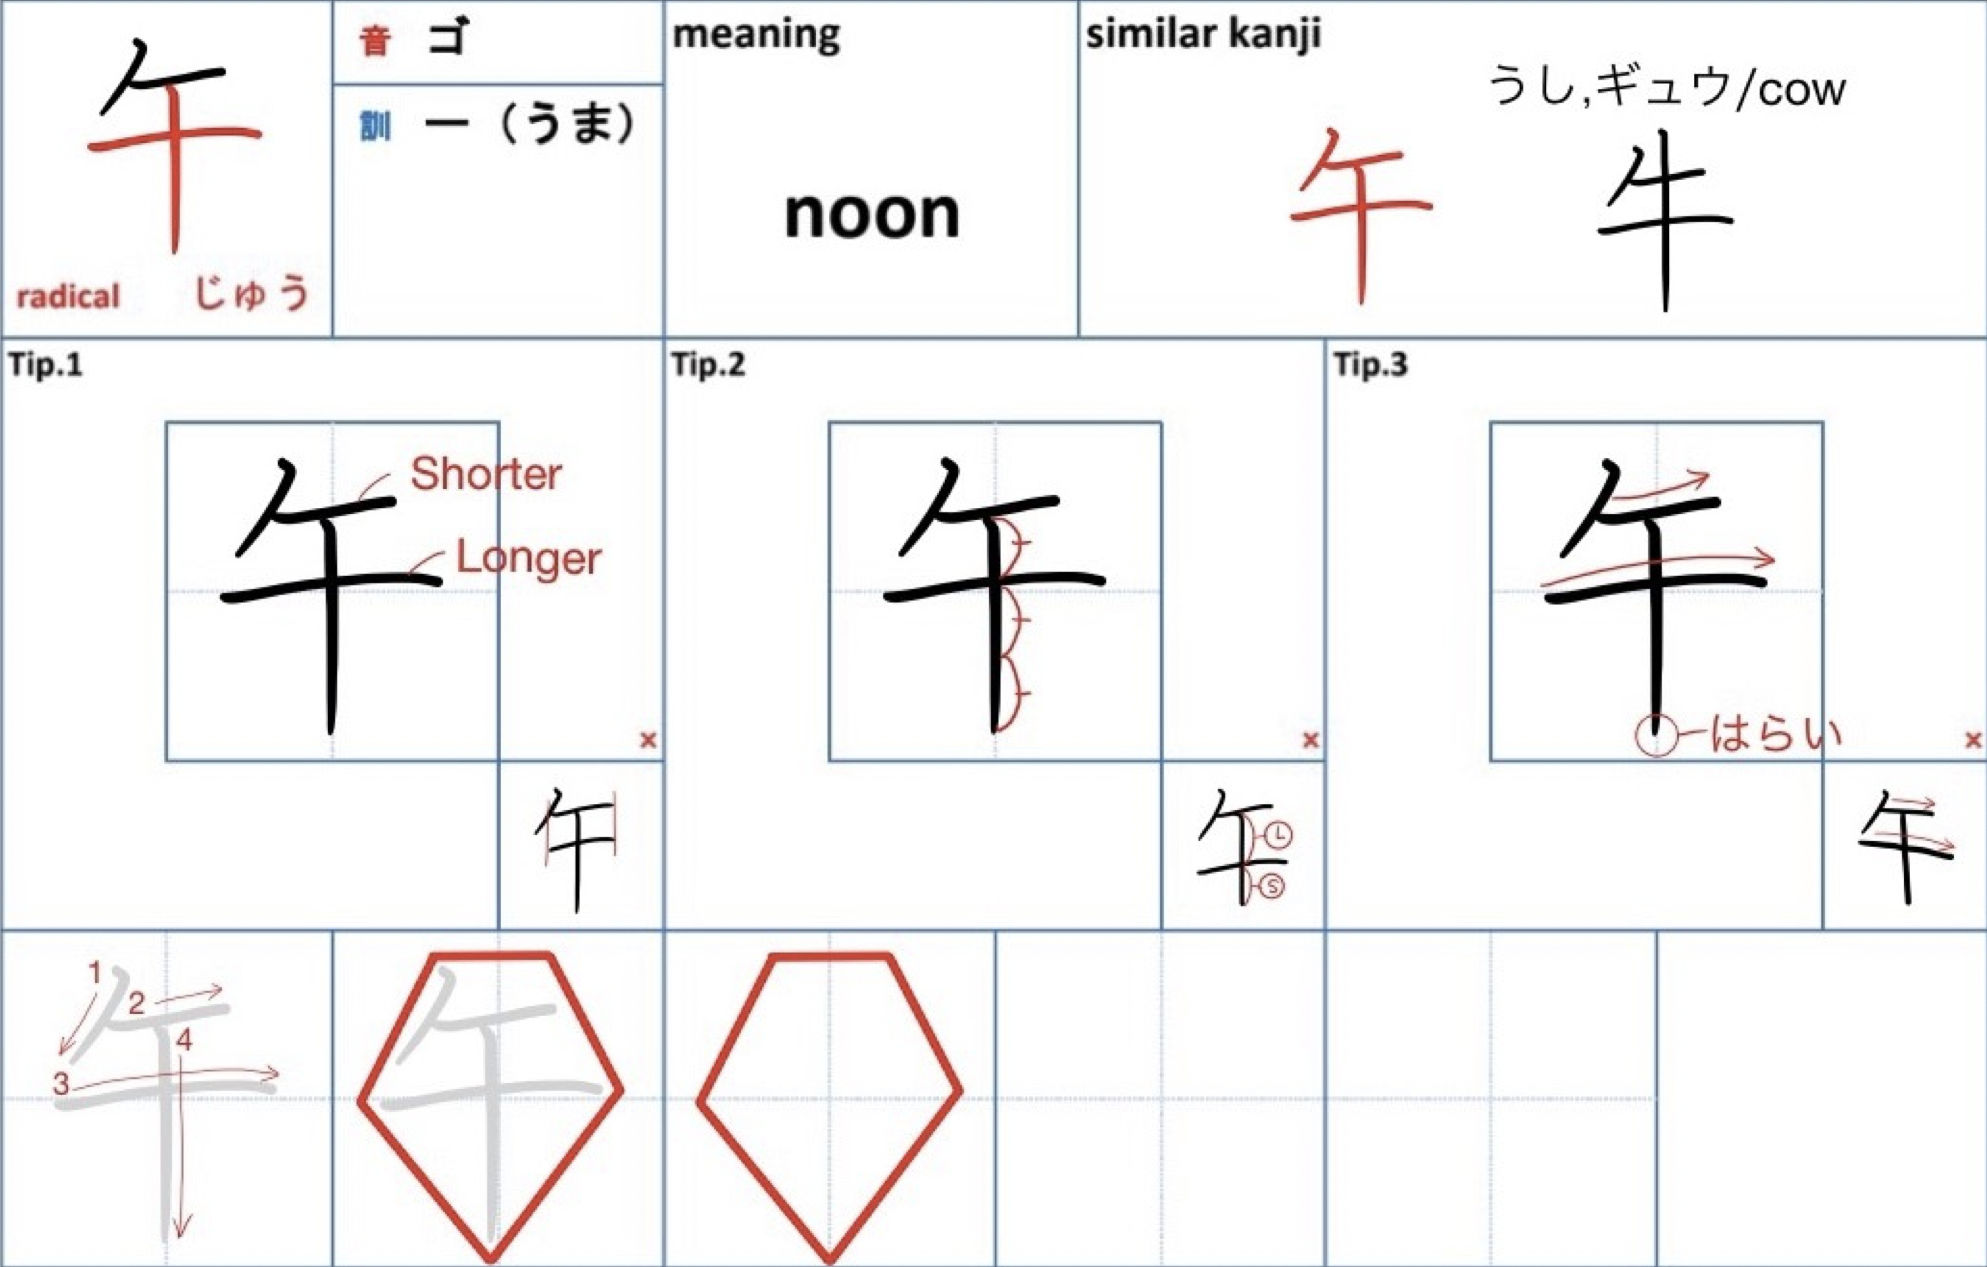 午
radical じゅう
音 ゴ
訓 ー（うま）
meaning
noon
similar kanji
うし,ギュウ/cow
午 牛
Tip.1
午
Shorter
Longer
×
午
Tip.2
午
×
午
L
S
Tip.3
午
はらい
×
午
1
2
3
4
午
午